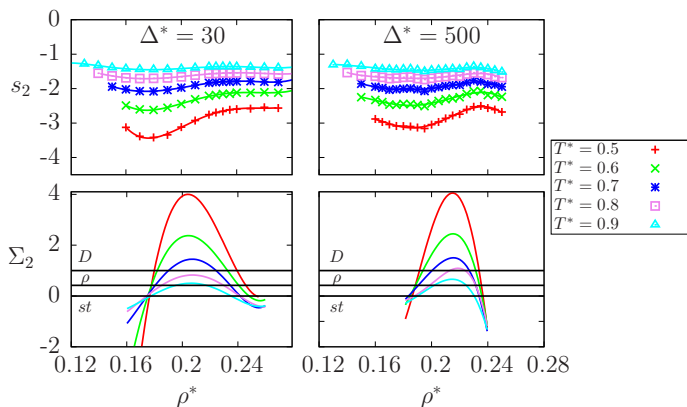 Δ* = 30
Δ* = 500
0
-1
-2
-3
-4
s₂
T* = 0.5
T* = 0.6
T* = 0.7
T* = 0.8
T* = 0.9
4
2
0
-2
Σ₂
D
ρ
st
D
ρ
st
0.12 0.16 0.2 0.24
0.12 0.16 0.2 0.24 0.28
ρ*
ρ*